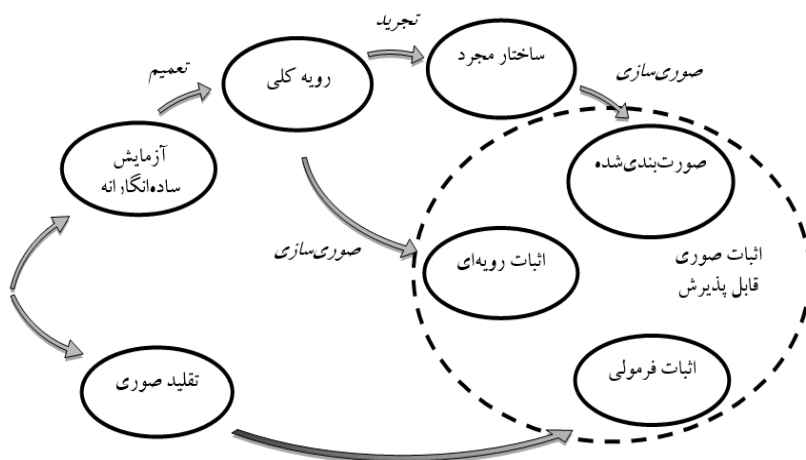 تجرید
ساختار مجرد
تعمیم
رویه کلی
صوری‌سازی
آزمایش
ساده‌انگارانه
صورت‌بندی‌شده
صوری‌سازی
اثبات رویه‌ای
اثبات صوری
قابل پذیرش
تقلید صوری
اثبات فرمولی